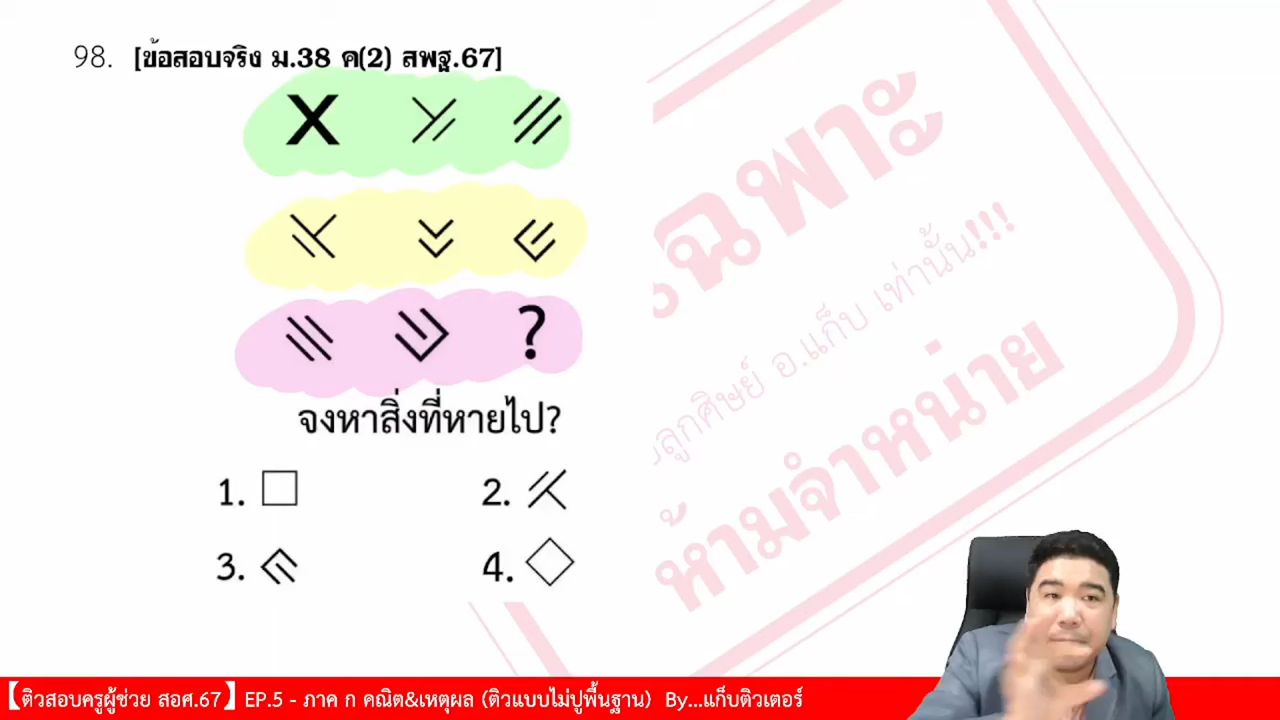 98. [ข้อสอบจริง ม.38 ค(2) สพฐ.67]
X
?
จงหาสิ่งที่หายไป?
1.
2.
3.
4.
เฉพาะ
ลูกศิษย์ อ.แก็บ เท่านั้น!!!
ห้ามจำหน่าย
【ติวสอบครูผู้ช่วย สอศ.67】 EP.5 - ภาค ก คณิต&เหตุผล (ติวแบบไม่ปูพื้นฐาน) By...แก็บติวเตอร์